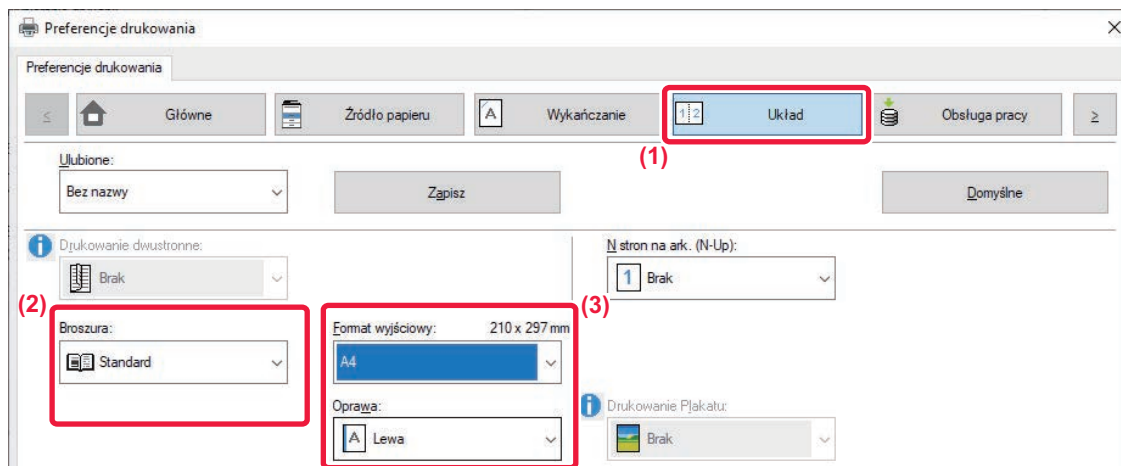 Preferencje drukowania
Preferencje drukowania
Główne
Źródło papieru
Wykańczanie
Układ
Obsługa pracy
(1)
Ulubione:
Bez nazwy
Zapisz
Domyślne
Drukowanie dwustronne:
Brak
N stron na ark. (N-Up):
1 Brak
(2)
(3)
Broszura:
Standard
Format wyjściowy: 210 x 297 mm
A4
Oprawa:
A Lewa
Drukowanie Plakatu:
Brak